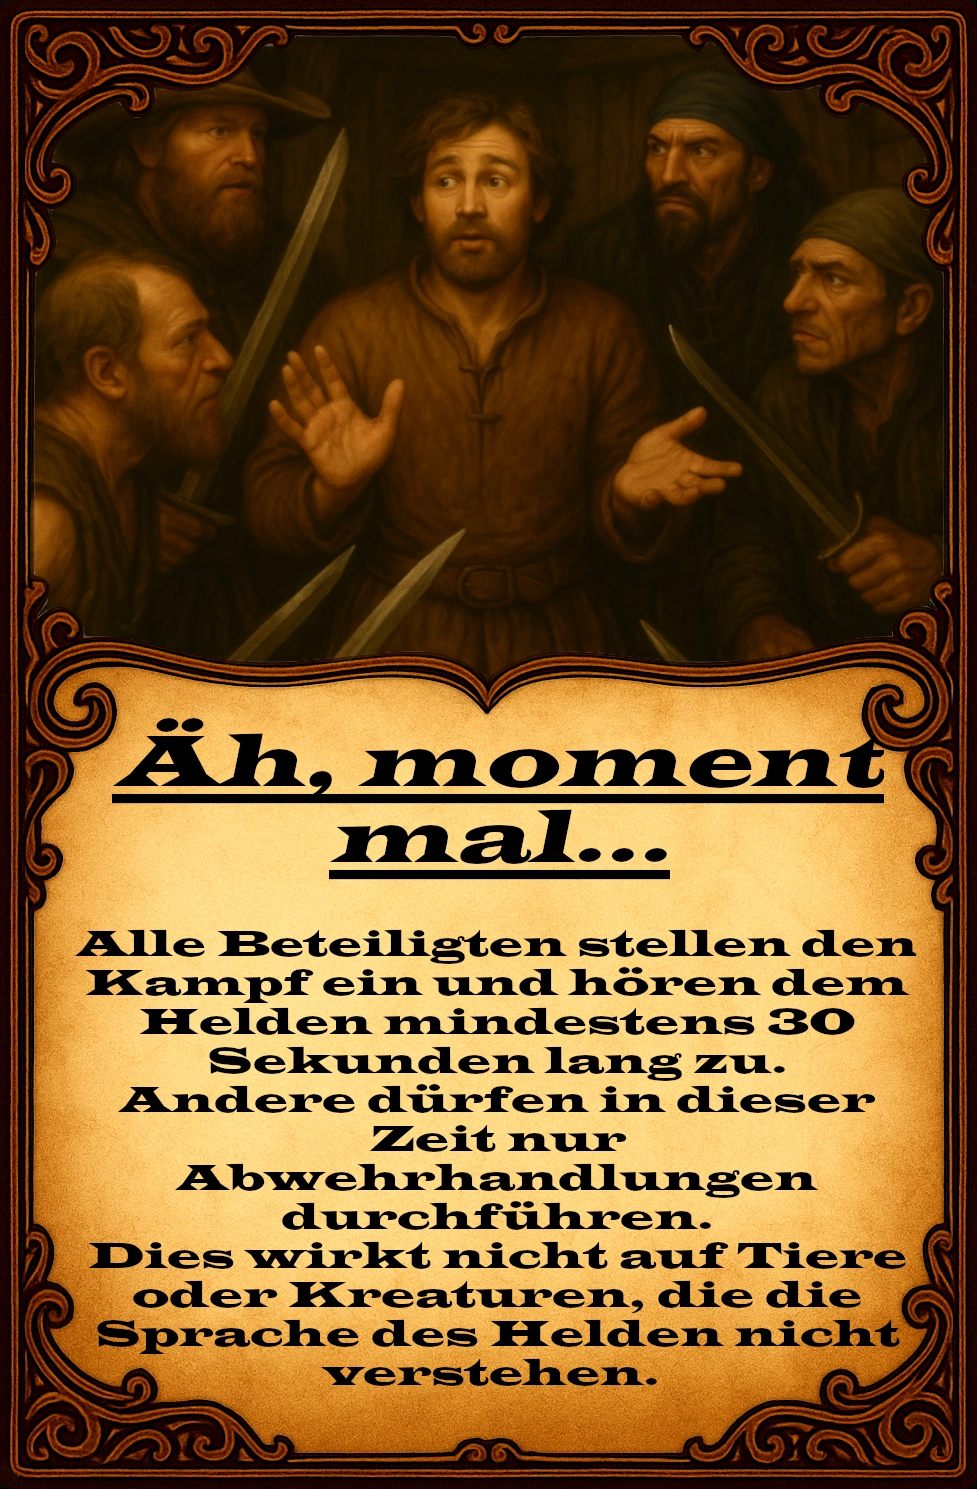 Äh, moment
mal...
Alle Beteiligten stellen den
Kampf ein und hören dem
Helden mindestens 30
Sekunden lang zu.
Andere dürfen in dieser
Zeit nur
Abwehrhandlungen
durchführen.
Dies wirkt nicht auf Tiere
oder Kreaturen, die die
Sprache des Helden nicht
verstehen.